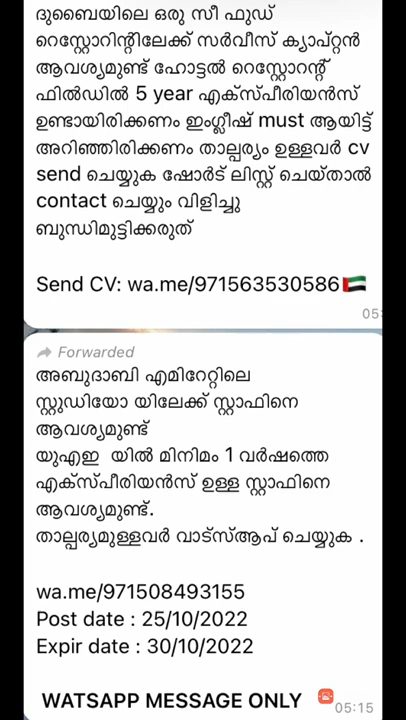 ദുബൈയിലെ ഒരു സീ ഫുഡ്
റെസ്റ്റോറിന്റിലേക്ക് സർവീസ് ക്യാപ്റ്റൻ
ആവശ്യമുണ്ട് ഹോട്ടൽ റെസ്റ്റോറന്റ്
ഫിൽഡിൽ 5 year എക്സ്പീരിയൻസ്
ഉണ്ടായിരിക്കണം ഇംഗ്ലീഷ് must ആയിട്ട്
അറിഞ്ഞിരിക്കണം താല്പര്യം ഉള്ളവർ cv
send ചെയ്യുക ഷോർട് ലിസ്റ്റ് ചെയ്താൽ
contact ചെയ്യും വിളിച്ചു
ബുന്ധിമുട്ടിക്കരുത്
Send CV: wa.me/971563530586🇦🇪
05:
Forwarded
അബുദാബി എമിറേറ്റിലെ
സ്റ്റുഡിയോ യിലേക്ക് സ്റ്റാഫിനെ
ആവശ്യമുണ്ട്
യുഎഇ യിൽ മിനിമം 1 വർഷത്തെ
എക്സ്പീരിയൻസ് ഉള്ള സ്റ്റാഫിനെ
ആവശ്യമുണ്ട്.
താല്പര്യമുള്ളവർ വാട്സ്ആപ് ചെയ്യുക .
wa.me/971508493155
Post date : 25/10/2022
Expir date : 30/10/2022
WATSAPP MESSAGE ONLY
05:15